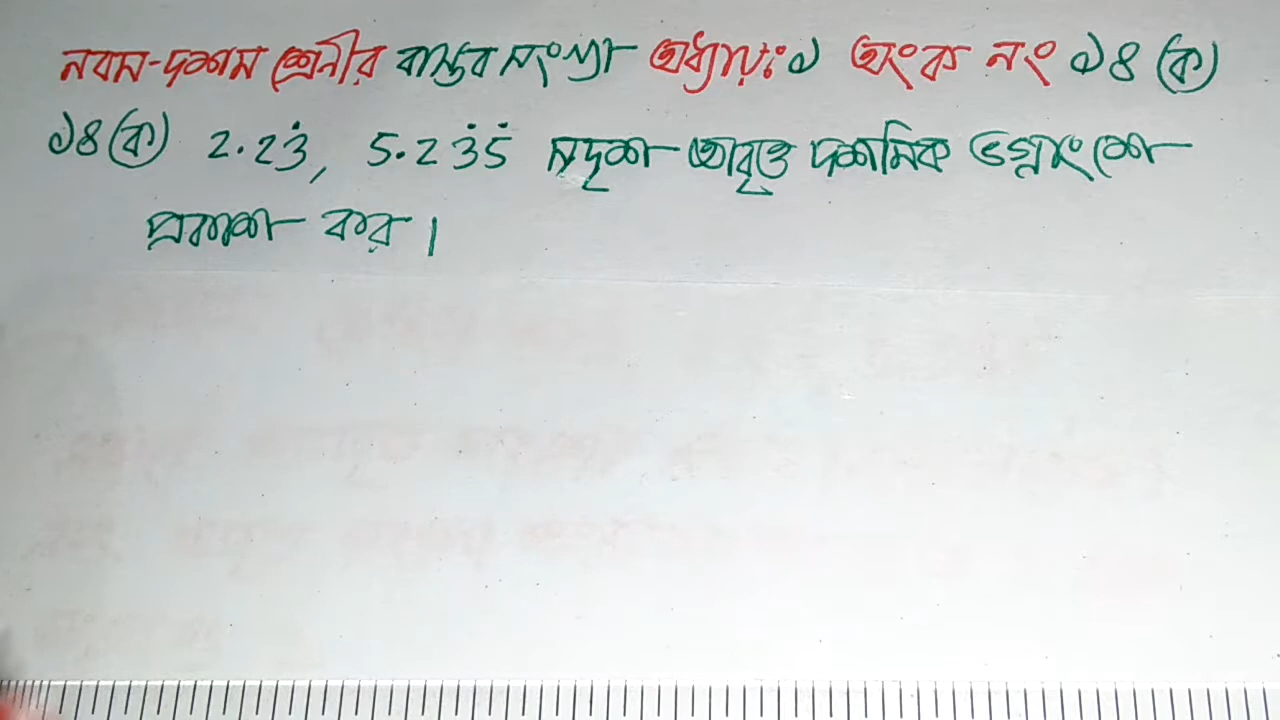 নবম-দশম শ্রেনীর বাস্তব সংখ্যা অধ্যায়ঃ১ অংক নং ১৪ (ক)
১৪(ক) 2.23̇, 5.23̇5̇ সদৃশ আবৃত্ত দশমিক ভগ্নাংশে
প্রকাশ কর।